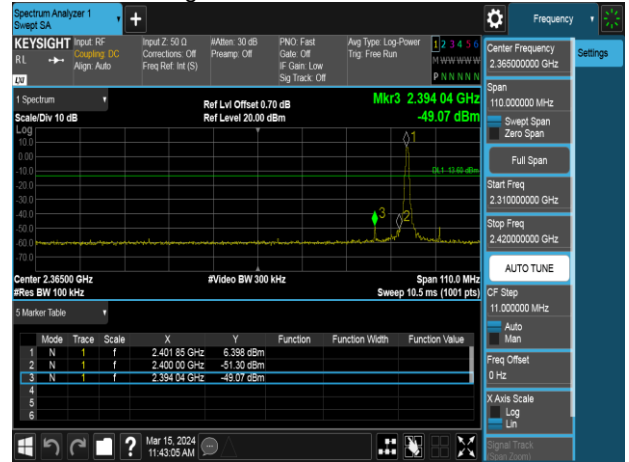 Spectrum Analyzer 1
Swept SA
+
Frequency
KEYSIGHT
RL
LXI
Input: RF
Coupling: DC
Align: Auto
Input Z: 50 Ω
Corrections: Off
Freq Ref: Int (S)
#Atten: 30 dB
Preamp: Off
PNO: Fast
Gate: Off
IF Gain: Low
Sig Track: Off
Avg Type: Log-Power
Trig: Free Run
1 2 3 4 5 6
M W W W W W
P N N N N N
1 Spectrum
Scale/Div 10 dB
Ref Lvl Offset 0.70 dB
Ref Level 20.00 dBm
Mkr3 2.394 04 GHz
-49.07 dBm
Log
10.0
0.00
-10.0
-20.0
-30.0
-40.0
-50.0
-60.0
-70.0
1
DL1 -13.60 dBm
3
2
Center 2.36500 GHz
#Res BW 100 kHz
#Video BW 300 kHz
Span 110.0 MHz
Sweep 10.5 ms (1001 pts)
5 Marker Table
Mode Trace Scale X Y Function Function Width Function Value
1 N 1 f 2.401 85 GHz 6.398 dBm
2 N 1 f 2.400 00 GHz -51.30 dBm
3 N 1 f 2.394 04 GHz -49.07 dBm
4
5
6
?
Mar 15, 2024
11:43:05 AM
Center Frequency
2.365000000 GHz
Settings
Span
110.000000 MHz
Swept Span
Zero Span
Full Span
Start Freq
2.310000000 GHz
Stop Freq
2.420000000 GHz
AUTO TUNE
CF Step
11.000000 MHz
Auto
Man
Freq Offset
0 Hz
X Axis Scale
Log
Lin
Signal Track
(Span Zoom)